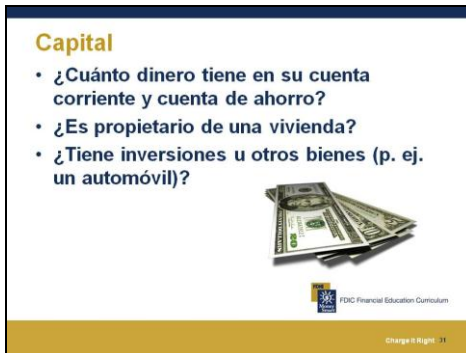 Capital
• ¿Cuánto dinero tiene en su cuenta
corriente y cuenta de ahorro?
• ¿Es propietario de una vivienda?
• ¿Tiene inversiones u otros bienes (p. ej.
un automóvil)?
FDIC Financial Education Curriculum
Charge It Right 31